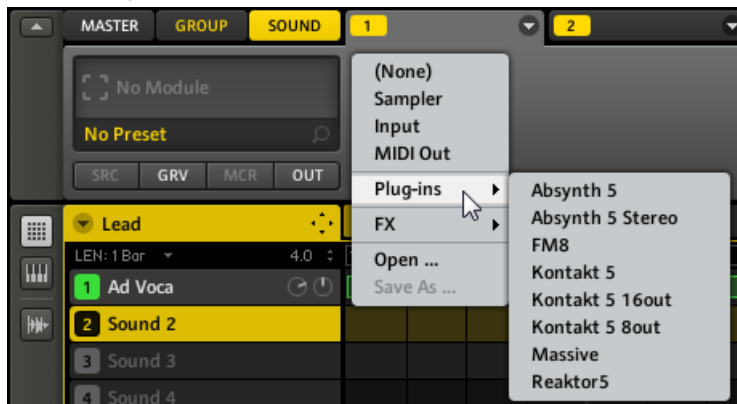 MASTER GROUP SOUND 1 2
No Module
No Preset
SRC GRV MCR OUT
(None)
Sampler
Input
MIDI Out
Plug-ins
FX
Open ...
Save As ...
Absynth 5
Absynth 5 Stereo
FM8
Kontakt 5
Kontakt 5 16out
Kontakt 5 8out
Massive
Reaktor5
Lead
LEN: 1 Bar 4.0
1 Ad Voca
2 Sound 2
3 Sound 3
4 Sound 4